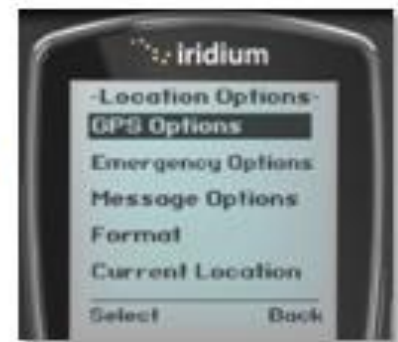 iridium
-Location Options-
GPS Options
Emergency Options
Message Options
Format
Current Location
Select Back